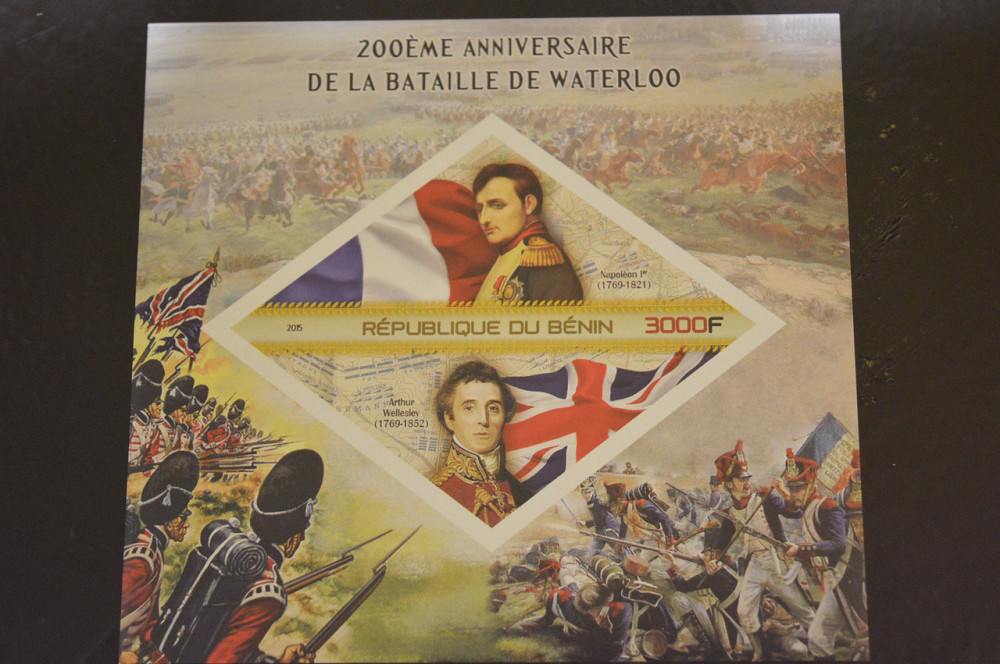 200ÈME ANNIVERSAIRE
DE LA BATAILLE DE WATERLOO
Napoléon Ier
(1769-1821)
2015 RÉPUBLIQUE DU BÉNIN 3000F
Arthur
Wellesley
(1769-1852)